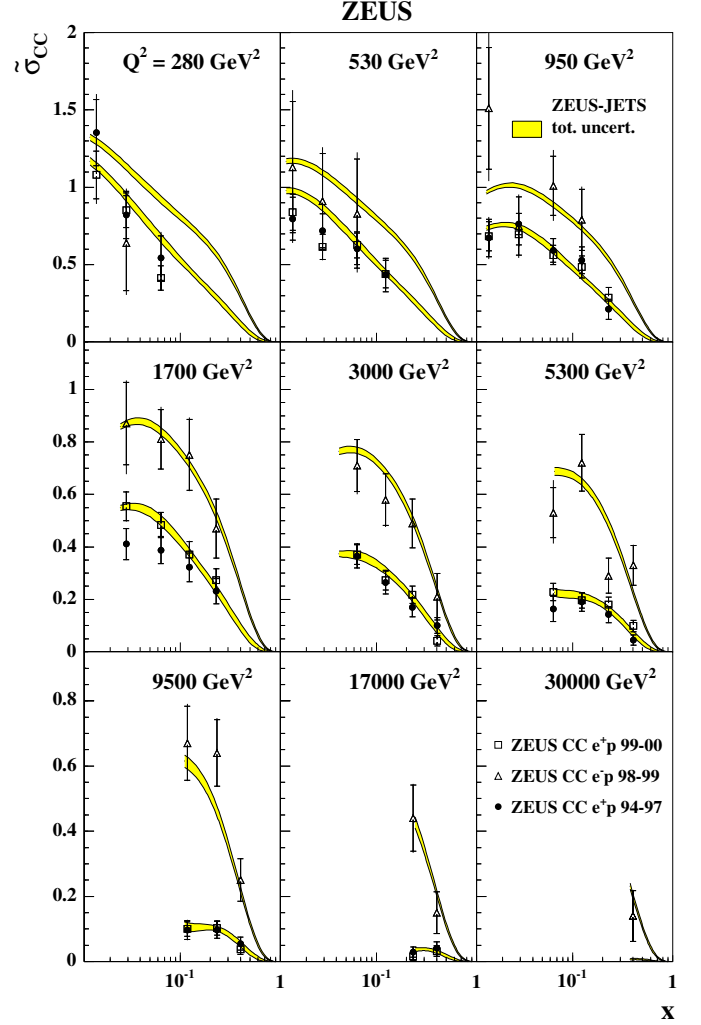 ZEUS
σ̃CC
Q² = 280 GeV²
530 GeV²
950 GeV²
ZEUS-JETS
tot. uncert.
2
1.5
1
0.5
0
1700 GeV²
3000 GeV²
5300 GeV²
1
0.8
0.6
0.4
0.2
0
9500 GeV²
17000 GeV²
30000 GeV²
ZEUS CC e⁺p 99-00
ZEUS CC e⁻p 98-99
ZEUS CC e⁺p 94-97
0.8
0.6
0.4
0.2
0
10⁻¹ 1 10⁻¹ 1 10⁻¹ 1
x